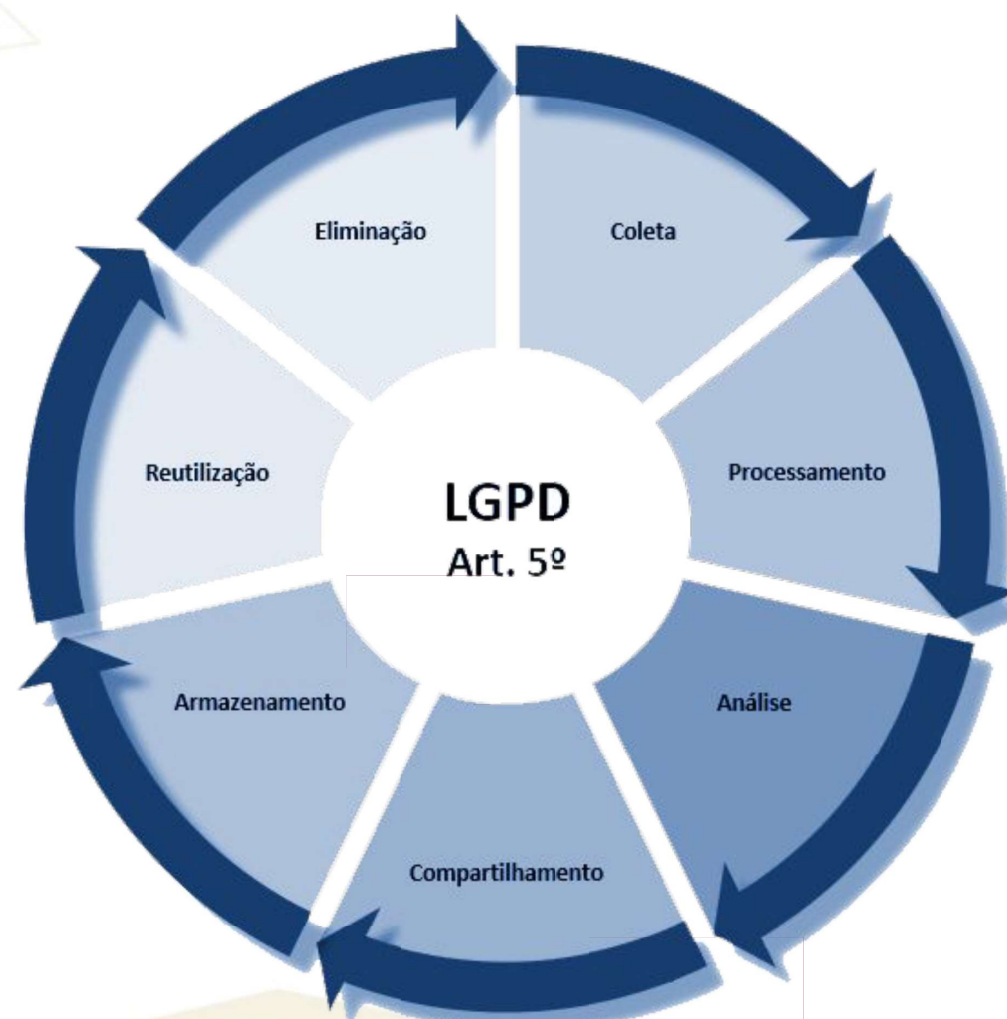 Eliminação
Coleta
Reutilização
Processamento
LGPD
Art. 5º
Armazenamento
Análise
Compartilhamento